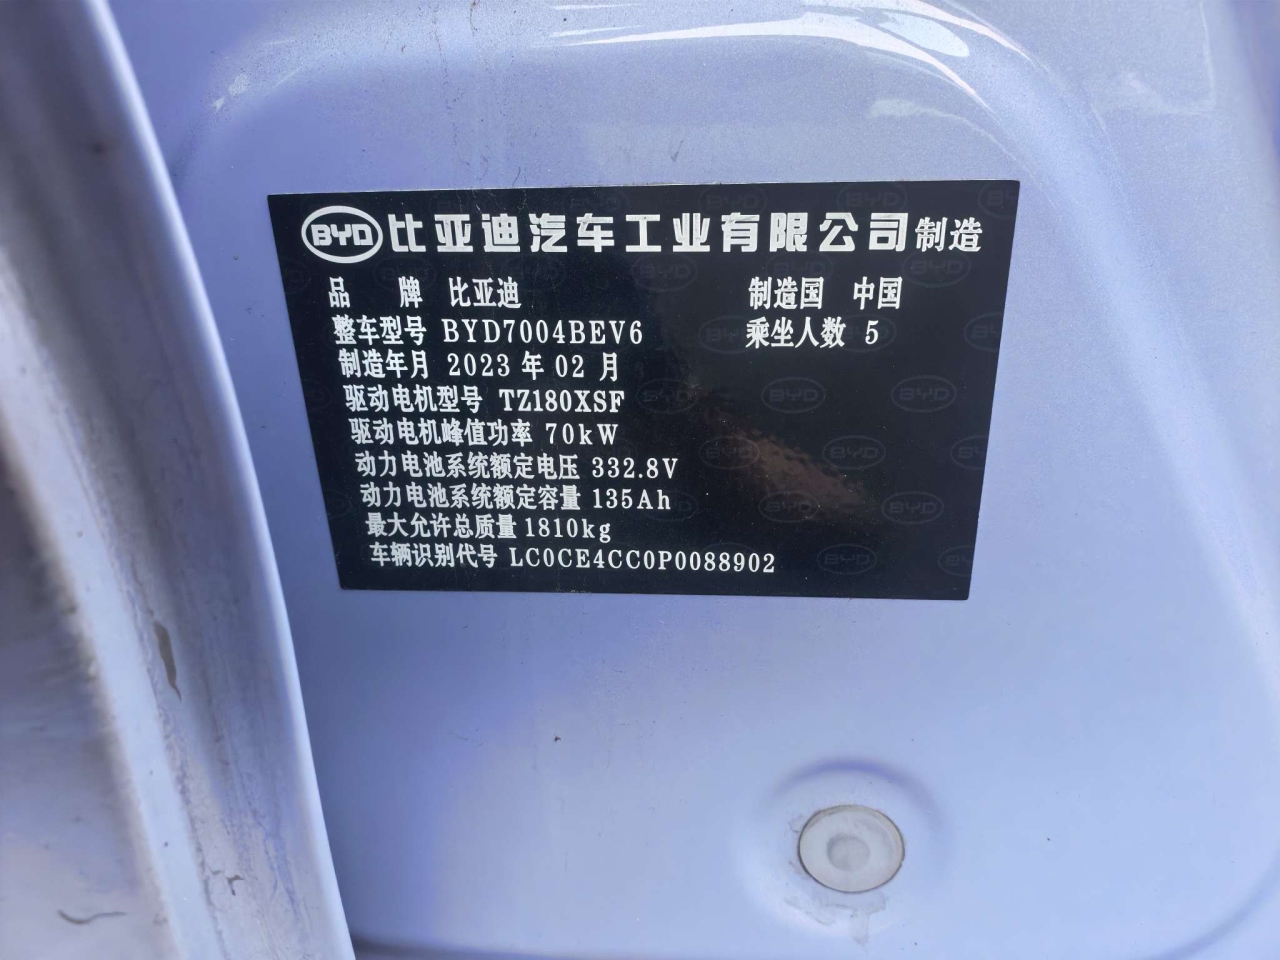 BYD 比亚迪汽车工业有限公司制造
品 牌 比亚迪 制造国 中国
整车型号 BYD7004BEV6 乘坐人数 5
制造年月 2023 年 02 月
驱动电机型号 TZ180XSF
驱动电机峰值功率 70kW
动力电池系统额定电压 332.8V
动力电池系统额定容量 135Ah
最大允许总质量 1810kg
车辆识别代号 LC0CE4CC0P0088902